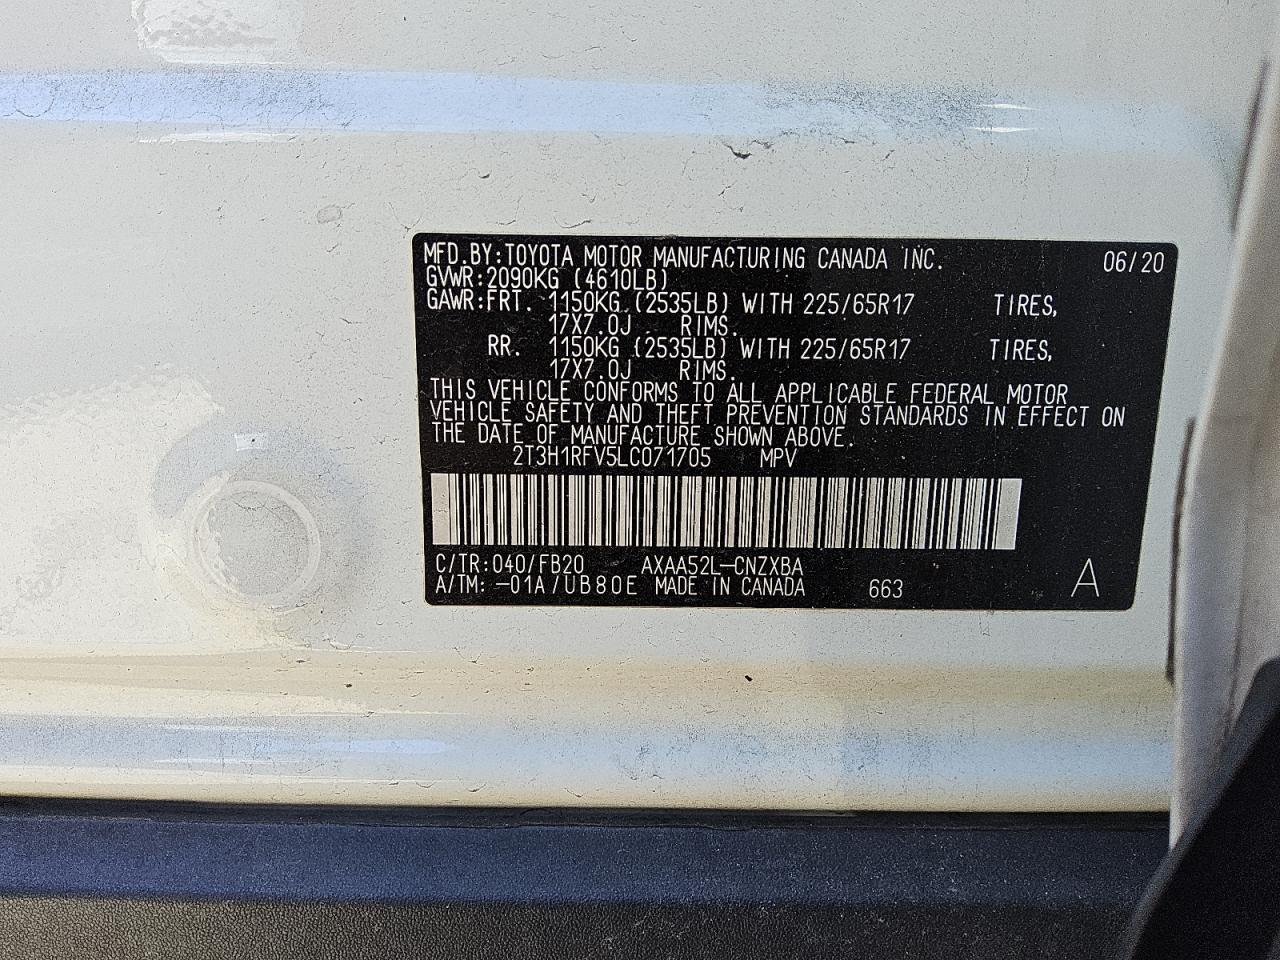 MFD.BY:TOYOTA MOTOR MANUFACTURING CANADA INC. 06/20
GVWR:2090KG (4610LB)
GAWR:FRT. 1150KG (2535LB) WITH 225/65R17 TIRES,
17X7.0J RIMS.
RR. 1150KG (2535LB) WITH 225/65R17 TIRES,
17X7.0J RIMS.
THIS VEHICLE CONFORMS TO ALL APPLICABLE FEDERAL MOTOR
VEHICLE SAFETY AND THEFT PREVENTION STANDARDS IN EFFECT ON
THE DATE OF MANUFACTURE SHOWN ABOVE.
2T3H1RFV5LC071705 MPV
C/TR:040/FB20 AXAA52L-CNZXBA
A/TM: -01A/UB80E MADE IN CANADA 663 A